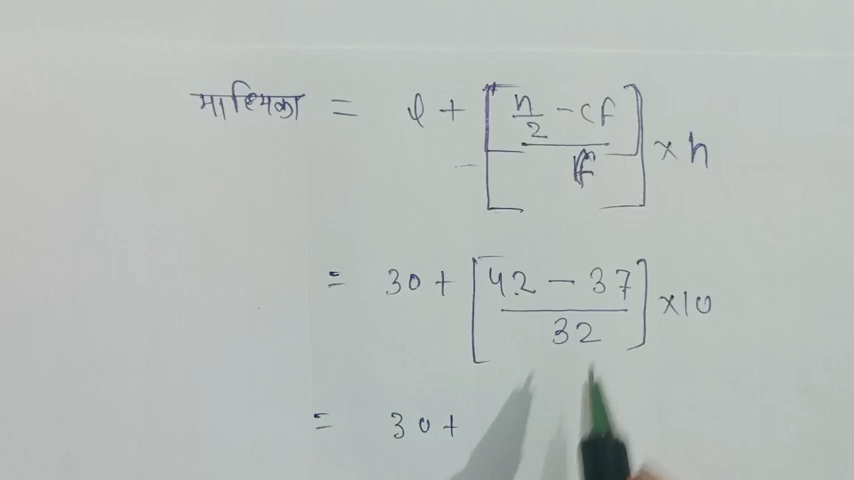 माध्यिका = l + [ (n/2 - cf) / f ] × h
= 30 + [ (42 - 37) / 32 ] × 10
= 30 +